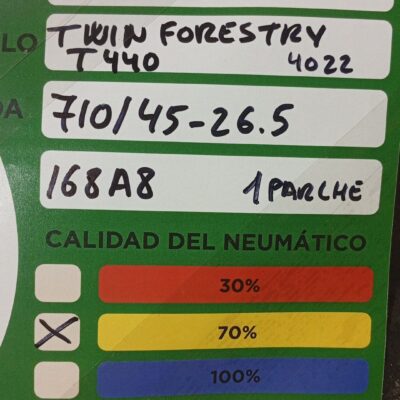 LO TWIN FORESTRY
T440 4022
DA 710/45-26.5
168A8 1 PARCHE
CALIDAD DEL NEUMÁTICO
30%
X 70%
100%